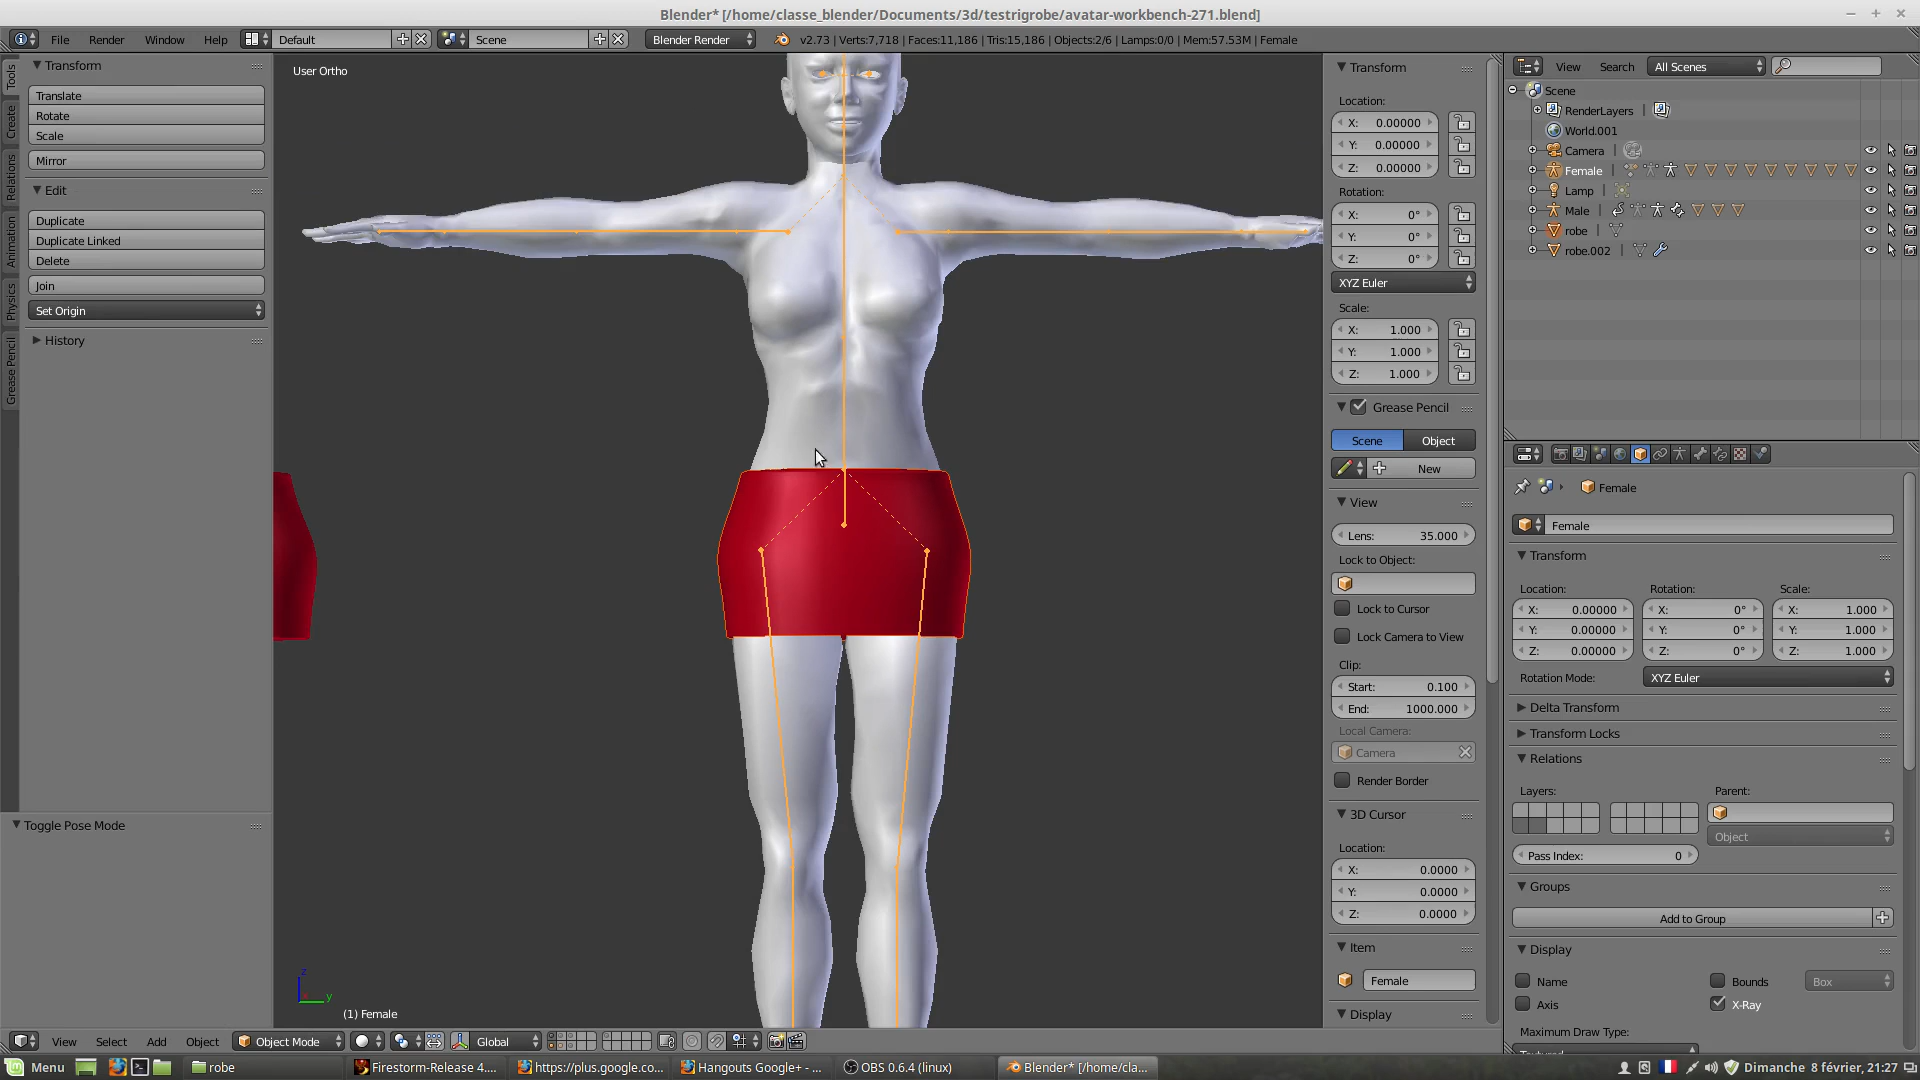 Blender* [/home/classe_blender/Documents/3d/testrigrobe/avatar-workbench-271.blend]
File Render Window Help Default Scene Blender Render v2.73 | Verts:7,718 | Faces:11,186 | Tris:15,186 | Objects:2/6 | Lamps:0/0 | Mem:57.53M | Female
Tools
Create
Relations
Animation
Physics
Grease Pencil
Transform
Translate
Rotate
Scale
Mirror
Edit
Duplicate
Duplicate Linked
Delete
Join
Set Origin
History
Toggle Pose Mode
User Ortho
z
y
(1) Female
Transform
Location:
X: 0.00000
Y: 0.00000
Z: 0.00000
Rotation:
X: 0°
Y: 0°
Z: 0°
XYZ Euler
Scale:
X: 1.000
Y: 1.000
Z: 1.000
Grease Pencil
Scene Object
New
View
Lens: 35.000
Lock to Object:
Lock to Cursor
Lock Camera to View
Clip:
Start: 0.100
End: 1000.000
Local Camera:
Camera
Render Border
3D Cursor
Location:
X: 0.0000
Y: 0.0000
Z: 0.0000
Item
Female
Display
View Search All Scenes
Scene
RenderLayers
World.001
Camera
Female
Lamp
Male
robe
robe.002
Female
Female
Transform
Location: Rotation: Scale:
X: 0.00000 X: 0° X: 1.000
Y: 0.00000 Y: 0° Y: 1.000
Z: 0.00000 Z: 0° Z: 1.000
Rotation Mode: XYZ Euler
Delta Transform
Transform Locks
Relations
Layers: Parent:
Object
Pass Index: 0
Groups
Add to Group
Display
Name Bounds Box
Axis X-Ray
Maximum Draw Type:
Textured
View Select Add Object Object Mode Global
Menu robe Firestorm-Release 4.... https://plus.google.co... Hangouts Google+ - ... OBS 0.6.4 (linux) Blender* [/home/cla... Dimanche 8 février, 21:27